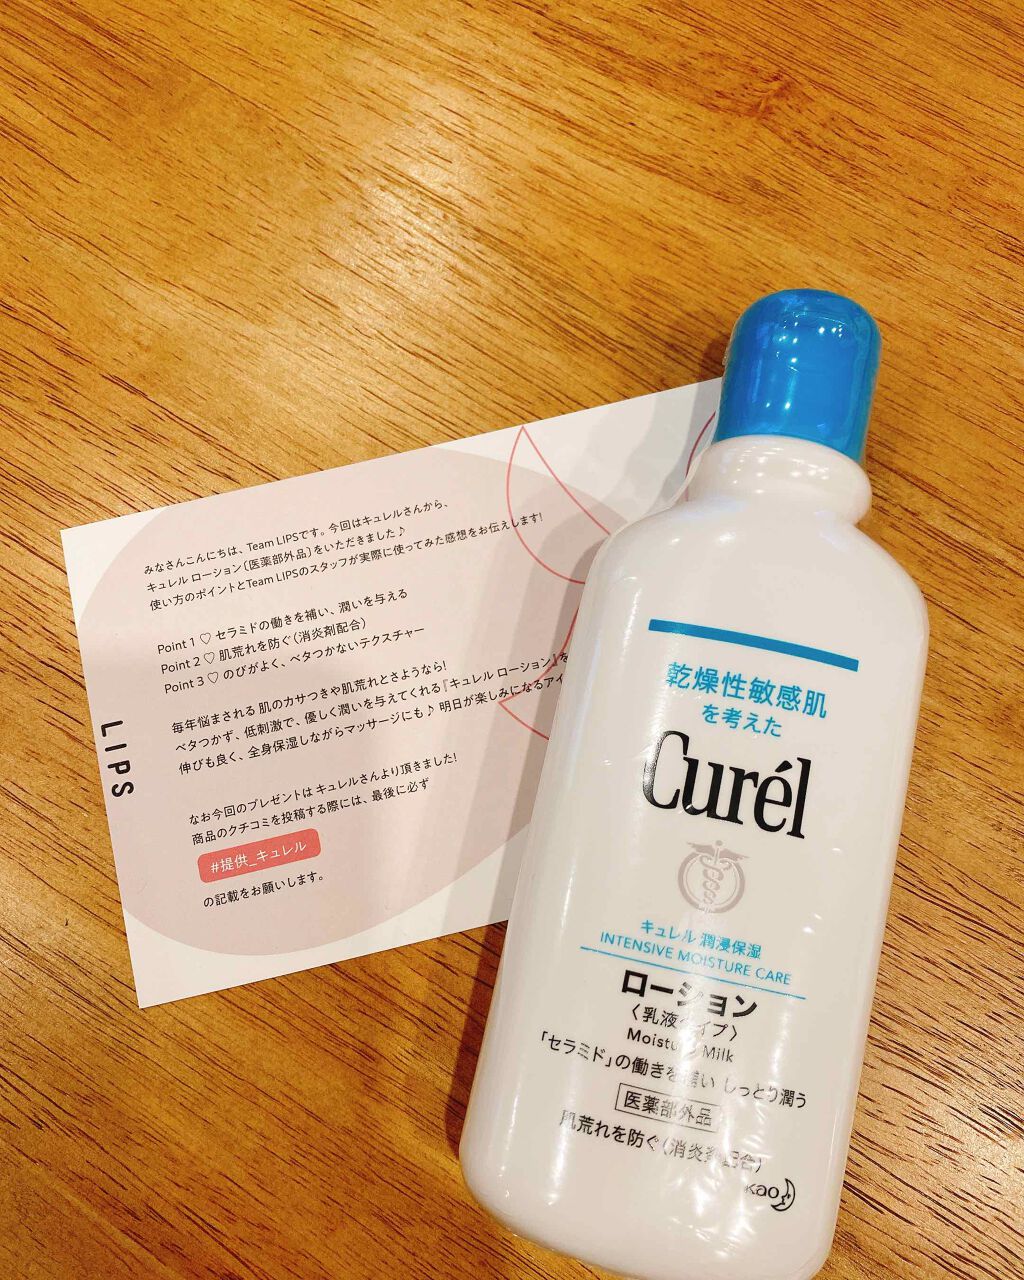 みなさんこんにちは、Team LIPSです。今回はキュレルさんから、
キュレル ローション〔医薬部外品〕をいただきました♪
使い方のポイントとTeam LIPSのスタッフが実際に使ってみた感想をお伝えします!
Point 1 ♡ セラミドの働きを補い、潤いを与える
Point 2 ♡ 肌荒れを防ぐ（消炎剤配合）
Point 3 ♡ のびがよく、ベタつかないテクスチャー
毎年悩まされる 肌のカサつきや肌荒れとさようなら!
ベタつかず、低刺激で、優しく潤いを与えてくれる『キュレル ローション』を
伸びも良く、全身保湿しながらマッサージにも♪ 明日が楽しみになるアイ
なお今回のプレゼントは キュレルさんより頂きました!
商品のクチコミを投稿する際には、最後に必ず
#提供_キュレル
の記載をお願いします。
LIPS
乾燥性敏感肌
を考えた
Curél
キュレル 潤浸保湿
INTENSIVE MOISTURE CARE
ローション
〈乳液タイプ〉
Moisture Milk
「セラミド」の働きを補い しっとり潤う
医薬部外品
肌荒れを防ぐ（消炎剤配合）
kao